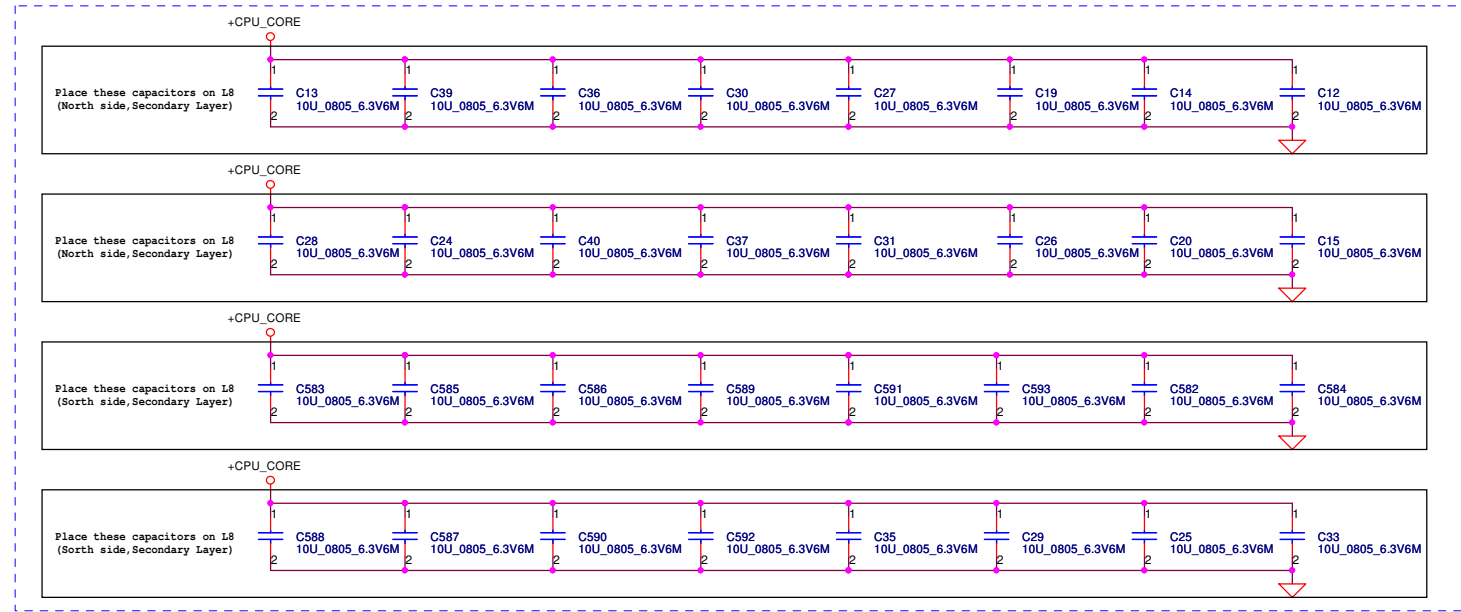 +CPU_CORE
Place these capacitors on L8
(North side,Secondary Layer)
1 1 1 1 1 1 1 1
C13 C39 C36 C30 C27 C19 C14 C12
10U_0805_6.3V6M 10U_0805_6.3V6M 10U_0805_6.3V6M 10U_0805_6.3V6M 10U_0805_6.3V6M 10U_0805_6.3V6M 10U_0805_6.3V6M 10U_0805_6.3V6M
2 2 2 2 2 2 2 2
+CPU_CORE
Place these capacitors on L8
(North side,Secondary Layer)
1 1 1 1 1 1 1 1
C28 C24 C40 C37 C31 C26 C20 C15
10U_0805_6.3V6M 10U_0805_6.3V6M 10U_0805_6.3V6M 10U_0805_6.3V6M 10U_0805_6.3V6M 10U_0805_6.3V6M 10U_0805_6.3V6M 10U_0805_6.3V6M
2 2 2 2 2 2 2 2
+CPU_CORE
Place these capacitors on L8
(Sorth side,Secondary Layer)
1 1 1 1 1 1 1 1
C583 C585 C586 C589 C591 C593 C582 C584
10U_0805_6.3V6M 10U_0805_6.3V6M 10U_0805_6.3V6M 10U_0805_6.3V6M 10U_0805_6.3V6M 10U_0805_6.3V6M 10U_0805_6.3V6M 10U_0805_6.3V6M
2 2 2 2 2 2 2 2
+CPU_CORE
Place these capacitors on L8
(Sorth side,Secondary Layer)
1 1 1 1 1 1 1 1
C588 C587 C590 C592 C35 C29 C25 C33
10U_0805_6.3V6M 10U_0805_6.3V6M 10U_0805_6.3V6M 10U_0805_6.3V6M 10U_0805_6.3V6M 10U_0805_6.3V6M 10U_0805_6.3V6M 10U_0805_6.3V6M
2 2 2 2 2 2 2 2